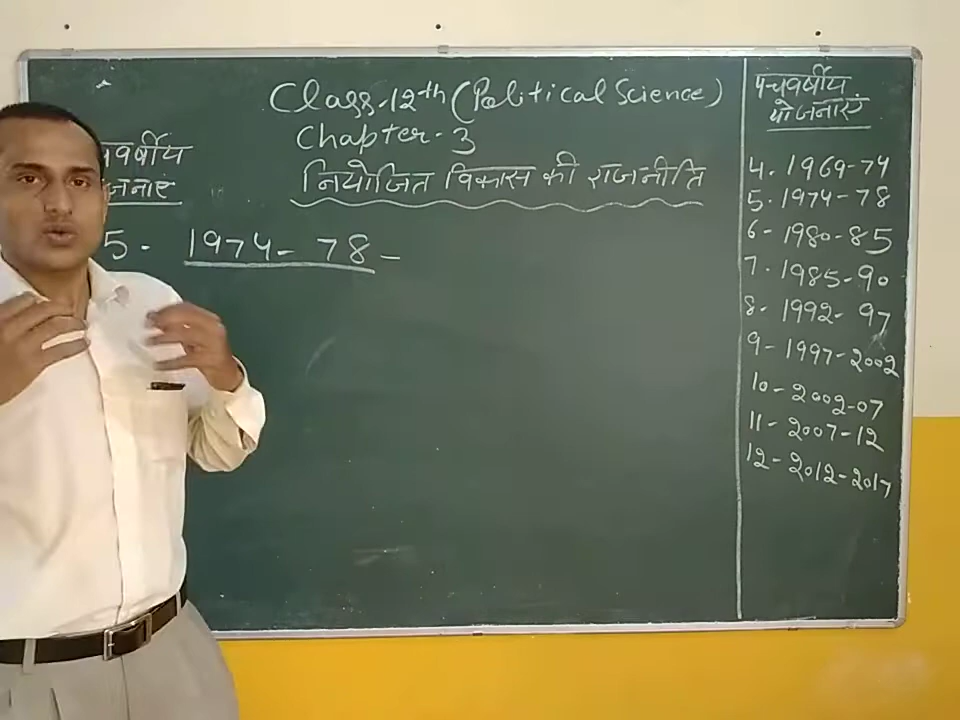 Class-12th (Political Science)
Chapter-3
नियोजित विकास की राजनीति
5. 1974-78-
पंचवर्षीय
योजनाएं
4. 1969-74
5. 1974-78
6- 1980-85
7. 1985-90
8- 1992-97
9- 1997-2002
10- 2002-07
11- 2007-12
12- 2012-2017